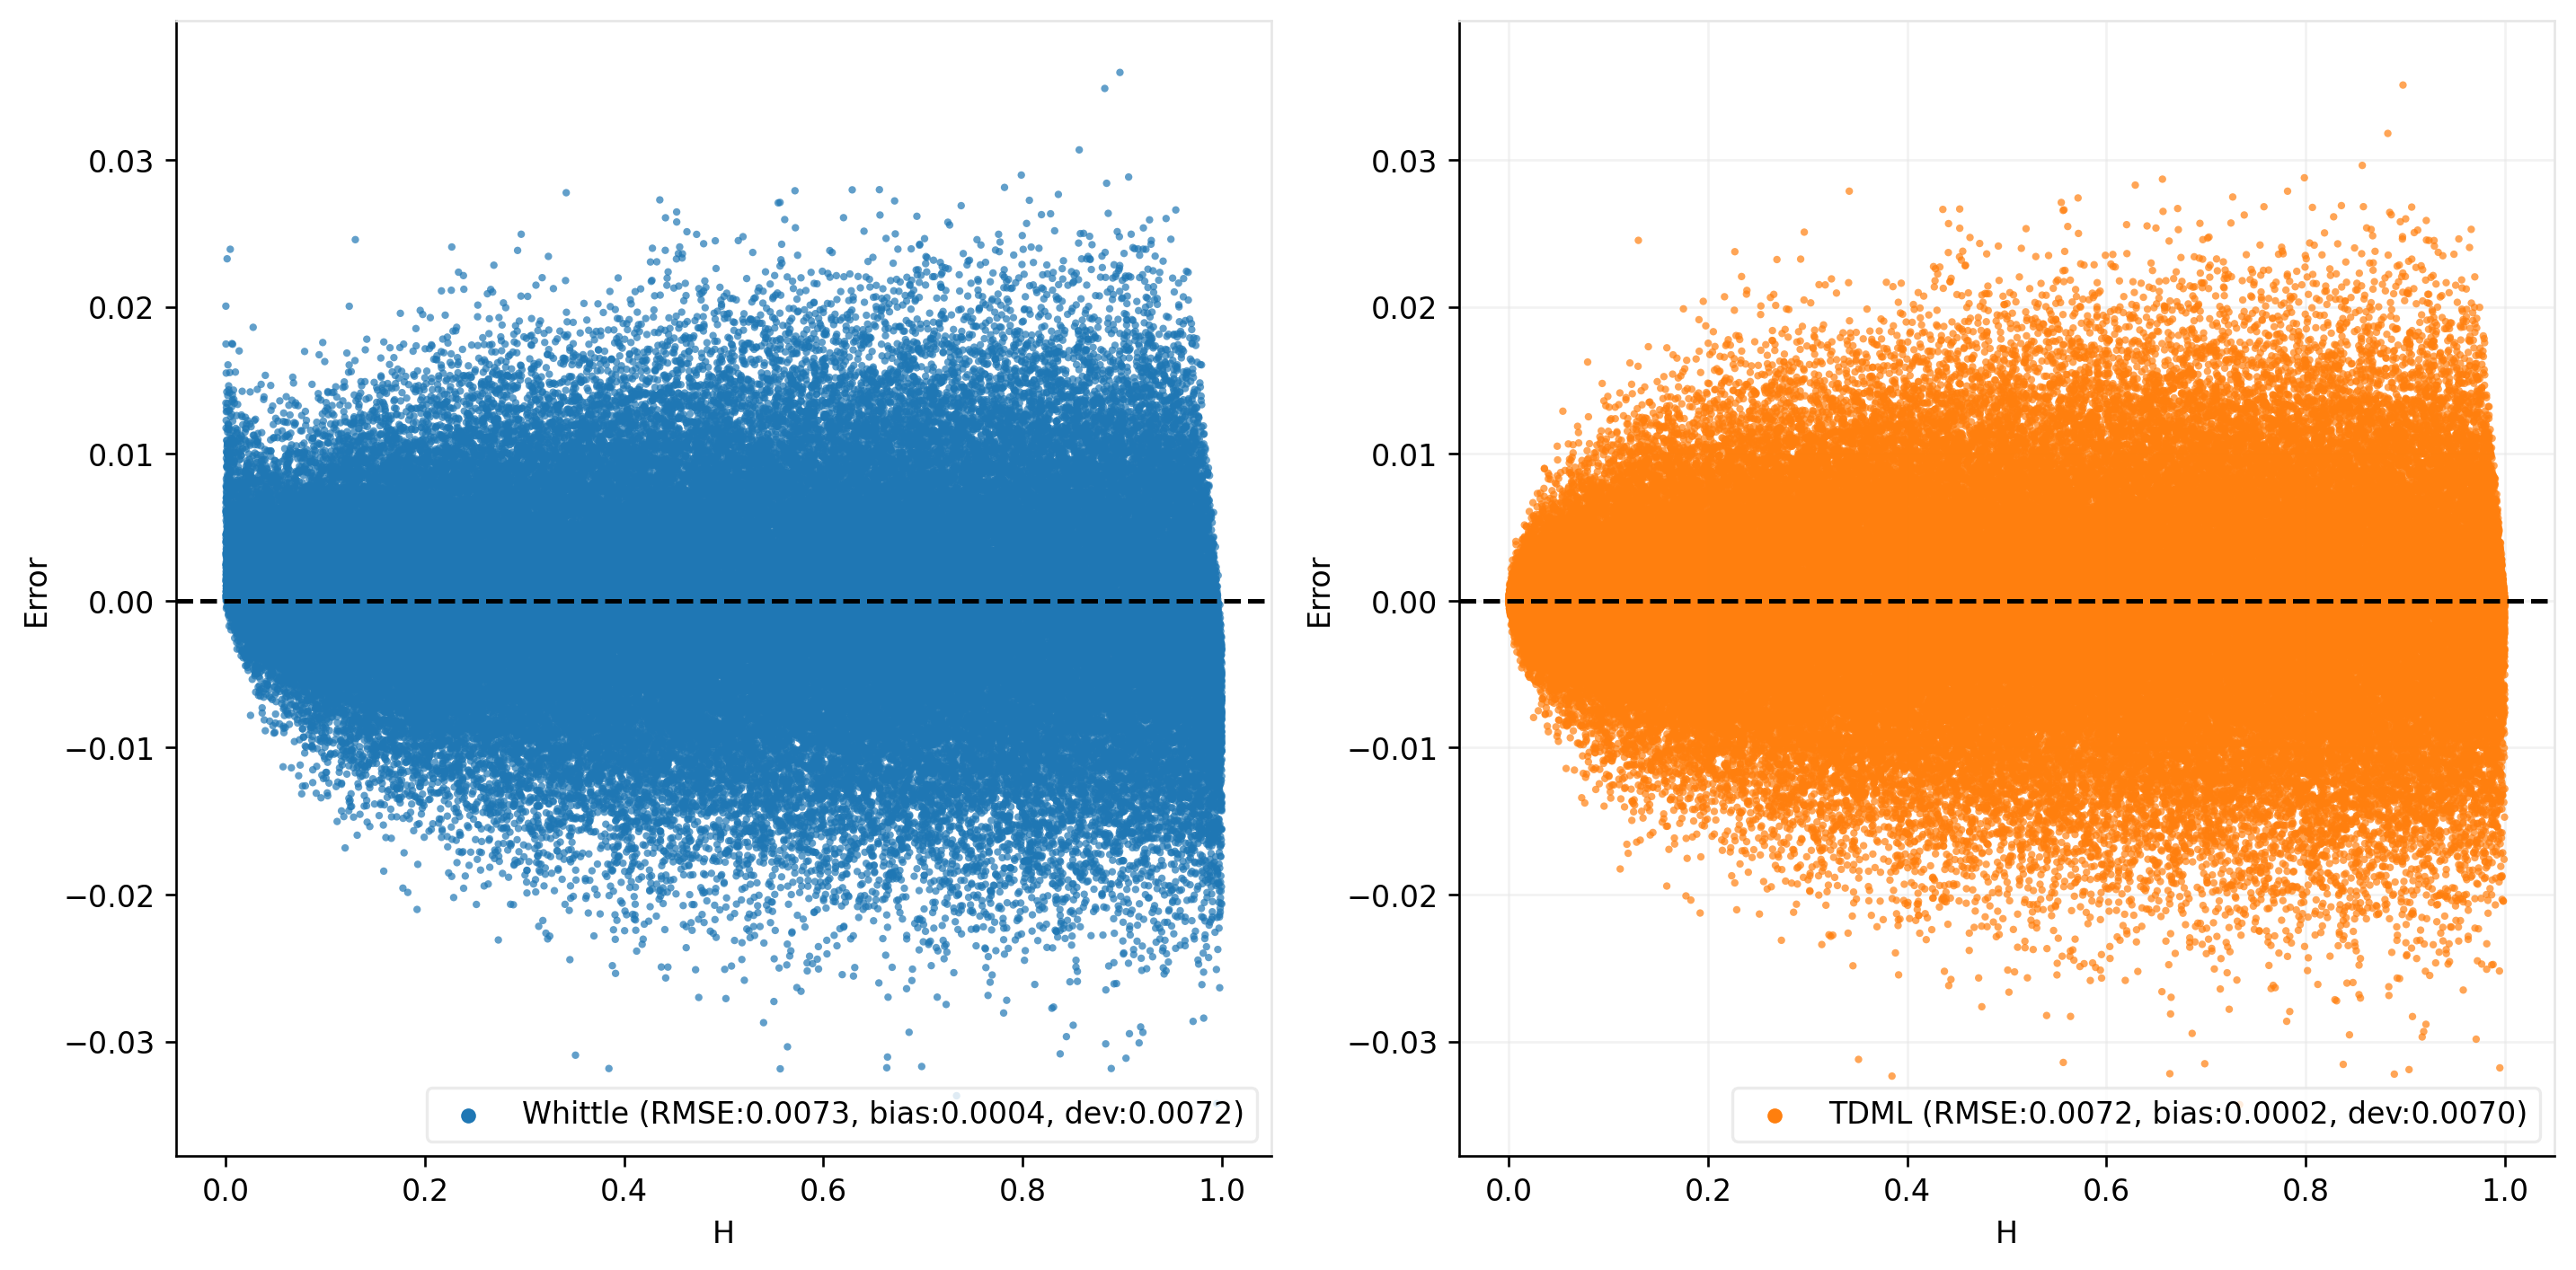 Error
0.03
0.02
0.01
0.00
−0.01
−0.02
−0.03
Whittle (RMSE:0.0073, bias:0.0004, dev:0.0072)
0.0 0.2 0.4 0.6 0.8 1.0
H
Error
0.03
0.02
0.01
0.00
−0.01
−0.02
−0.03
TDML (RMSE:0.0072, bias:0.0002, dev:0.0070)
0.0 0.2 0.4 0.6 0.8 1.0
H